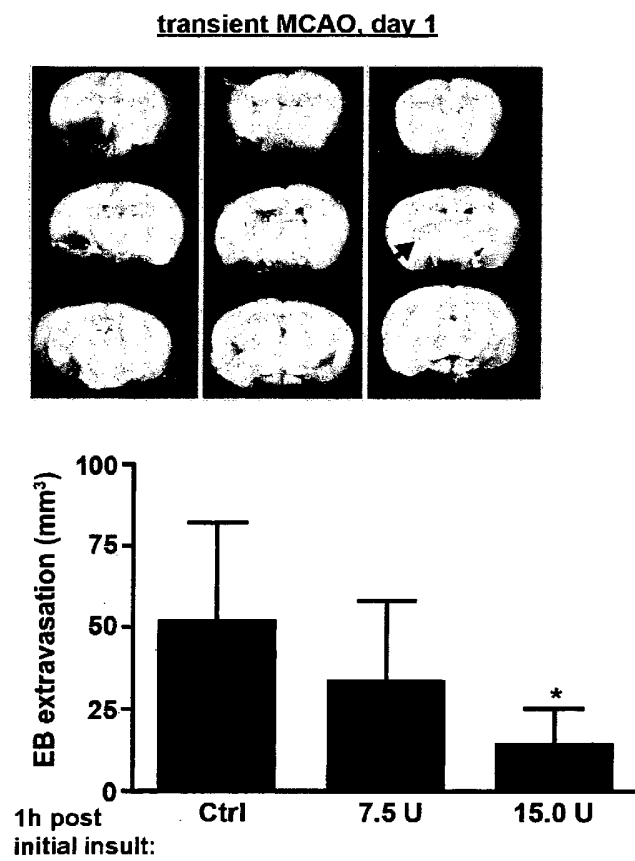 transient MCAO, day 1
EB extravasation (mm³)
100
75
50
25
0
*
Ctrl 7.5 U 15.0 U
1h post
initial insult: